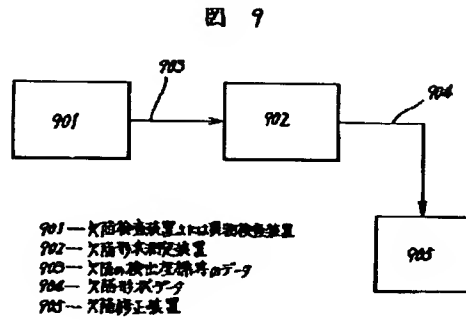 図 9
903
904
901
902
905
901―欠陥検査装置または異物検査装置
902―欠陥形状測定装置
903―欠陥の検出座標等のデータ
904―欠陥形状データ
905―欠陥修正装置